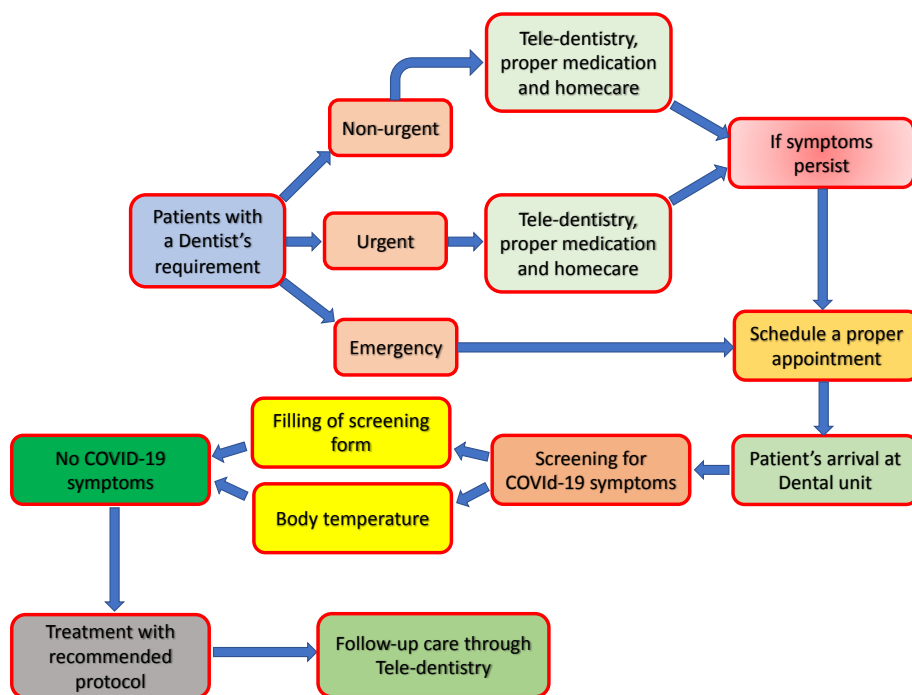 Tele-dentistry,
proper medication
and homecare
Non-urgent
If symptoms
persist
Patients with
a Dentist's
requirement
Urgent
Tele-dentistry,
proper medication
and homecare
Emergency
Schedule a proper
appointment
Filling of screening
form
No COVID-19
symptoms
Screening for
COVId-19 symptoms
Patient's arrival at
Dental unit
Body temperature
Treatment with
recommended
protocol
Follow-up care through
Tele-dentistry